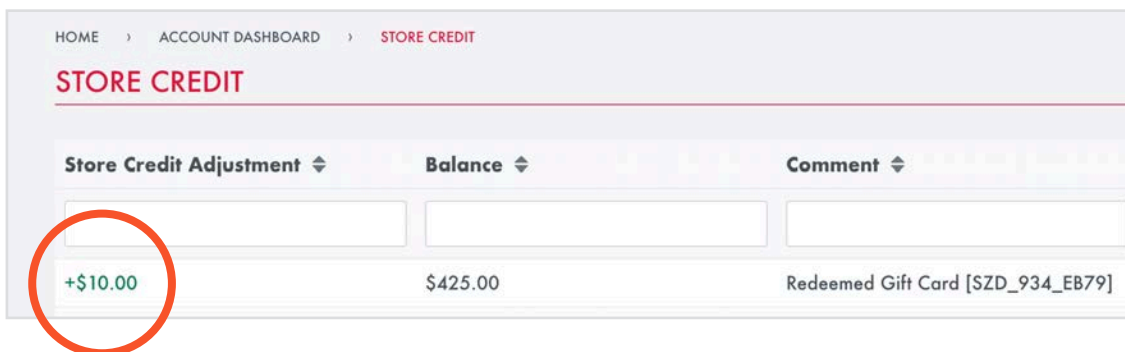 HOME › ACCOUNT DASHBOARD › STORE CREDIT
STORE CREDIT
Store Credit Adjustment Balance Comment
+$10.00 $425.00 Redeemed Gift Card [SZD_934_EB79]